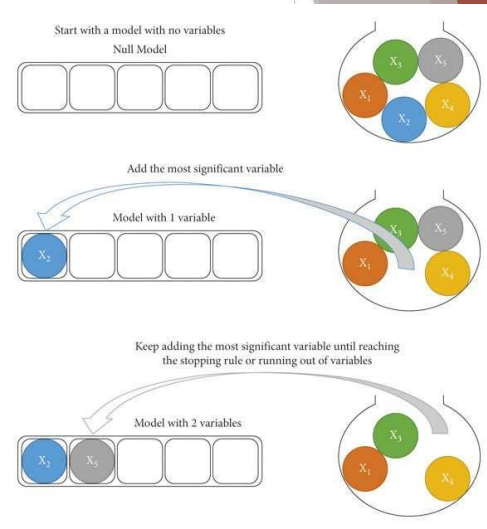 Start with a model with no variables
Null Model
X3
X5
X1
X4
X2
Add the most significant variable
Model with 1 variable
X3
X5
X2
X1
X4
Keep adding the most significant variable until reaching
the stopping rule or running out of variables
Model with 2 variables
X3
X2
X5
X1
X4